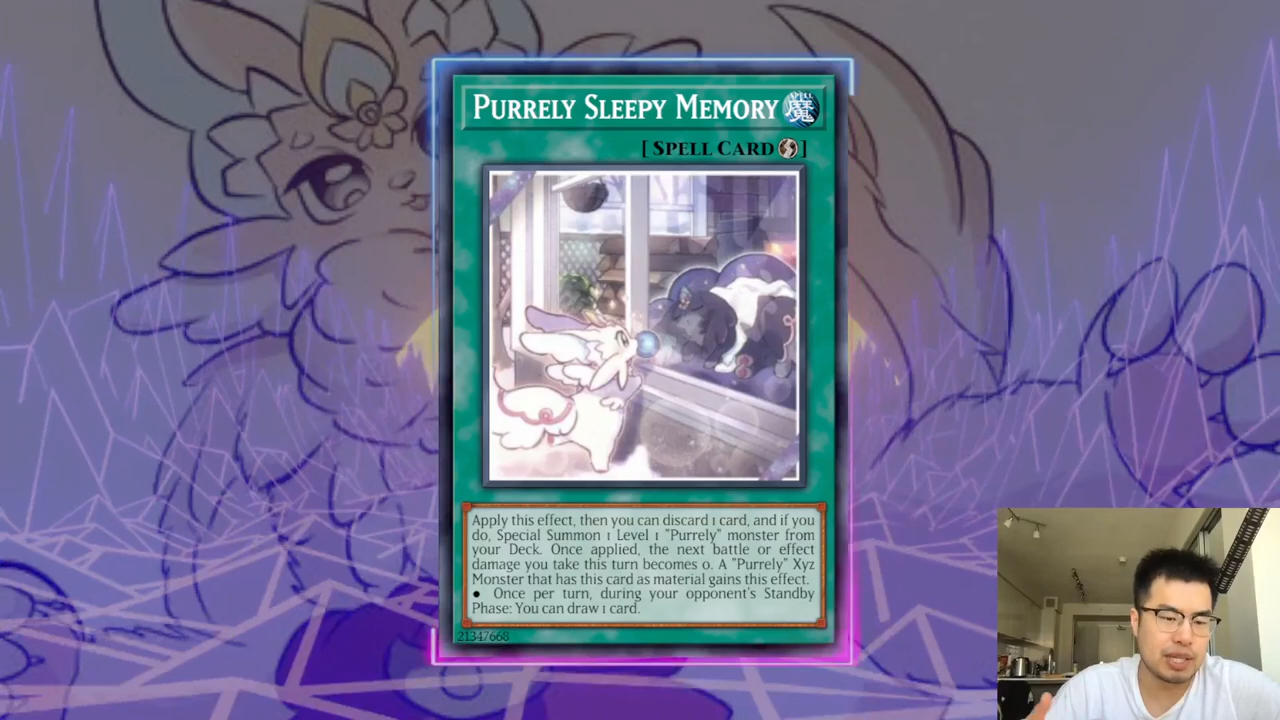 PURRELY SLEEPY MEMORY 魔
[ SPELL CARD ]
Apply this effect, then you can discard 1 card, and if you
do, Special Summon 1 Level 1 "Purrely" monster from
your Deck. Once applied, the next battle or effect
damage you take this turn becomes 0. A "Purrely" Xyz
Monster that has this card as material gains this effect.
● Once per turn, during your opponent's Standby
Phase: You can draw 1 card.
21347668